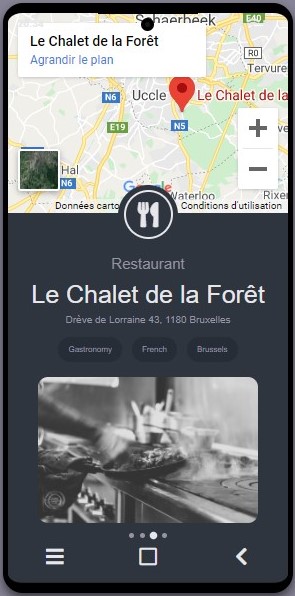 Schaerbeek
E40
Le Chalet de la Forêt
Agrandir le plan
R0
Tervure
N6
Uccle
Le Chalet de la
E19
N5
Hal
N6
Google
Waterloo
Rixen
Données carto
Conditions d'utilisation
Restaurant
Le Chalet de la Forêt
Drève de Lorraine 43, 1180 Bruxelles
Gastronomy
French
Brussels